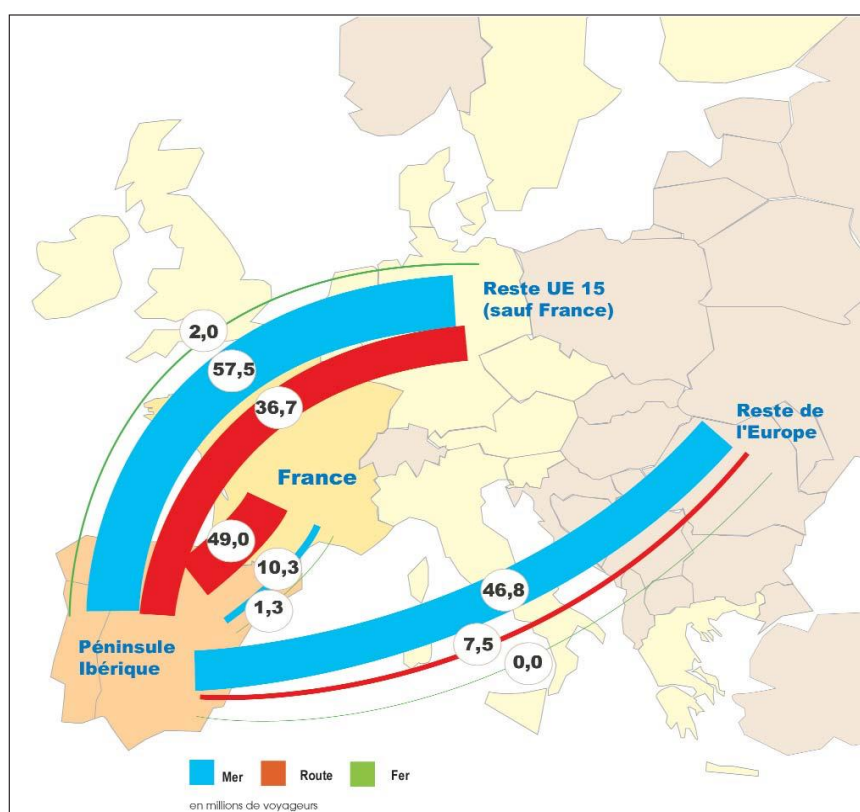 Reste UE 15
(sauf France)
2,0
57,5
36,7
Reste de
l'Europe
France
49,0
10,3
1,3
46,8
7,5
0,0
Péninsule
Ibérique
Mer
Route
Fer
en millions de voyageurs